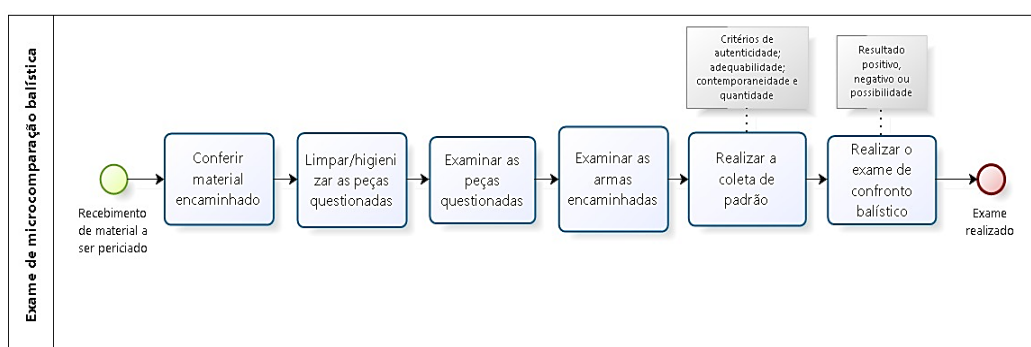 Exame de microcomparação balística
Recebimento
de material a
ser periciado
Conferir
material
encaminhado
Limpar/higieni
zar as peças
questionadas
Examinar as
peças
questionadas
Examinar as
armas
encaminhadas
Critérios de
autenticidade;
adequabilidade;
contemporaneidade e
quantidade
Realizar a
coleta de
padrão
Resultado
positivo,
negativo ou
possibilidade
Realizar o
exame de
confronto
balístico
Exame
realizado